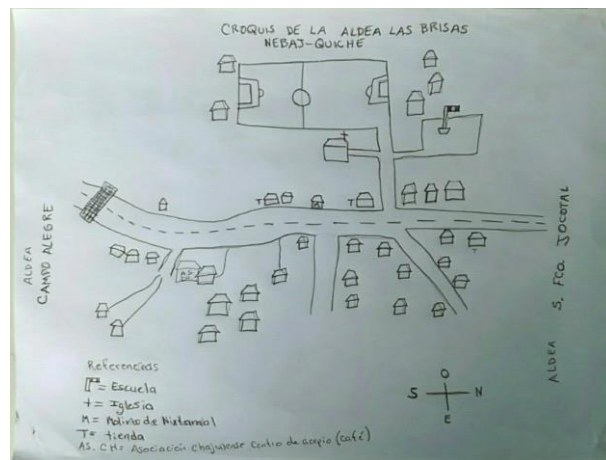 CROQUIS DE LA ALDEA LAS BRISAS
NEBAJ-QUICHE
ALDEA
CAMPO ALEGRE
T
T
T
ALDEA S. FCO JOCOTAL
Referencias
= Escuela
+ = Iglesia
M = Molino de Nixtamal
T = tienda
AS. CH = Asociación Chajulense Centro de acopio (café)
O
S N
E